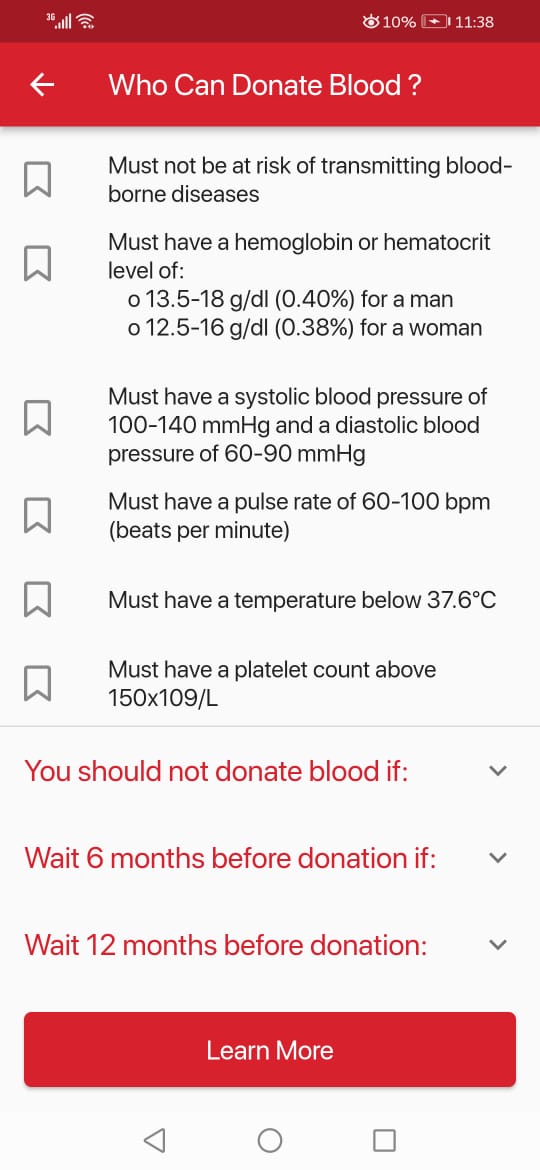 3G 10% 11:38
Who Can Donate Blood ?
Must not be at risk of transmitting blood-
borne diseases
Must have a hemoglobin or hematocrit
level of:
o 13.5-18 g/dl (0.40%) for a man
o 12.5-16 g/dl (0.38%) for a woman
Must have a systolic blood pressure of
100-140 mmHg and a diastolic blood
pressure of 60-90 mmHg
Must have a pulse rate of 60-100 bpm
(beats per minute)
Must have a temperature below 37.6°C
Must have a platelet count above
150x109/L
You should not donate blood if:
Wait 6 months before donation if:
Wait 12 months before donation:
Learn More